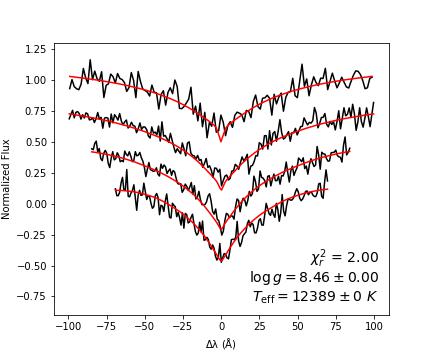 1.25
1.00
0.75
0.50
0.25
0.00
−0.25
−0.50
−0.75
Normalized Flux
χ²ᵣ = 2.00
log g = 8.46 ± 0.00
Teff = 12389 ± 0 K
−100 −75 −50 −25 0 25 50 75 100
Δλ (Å)